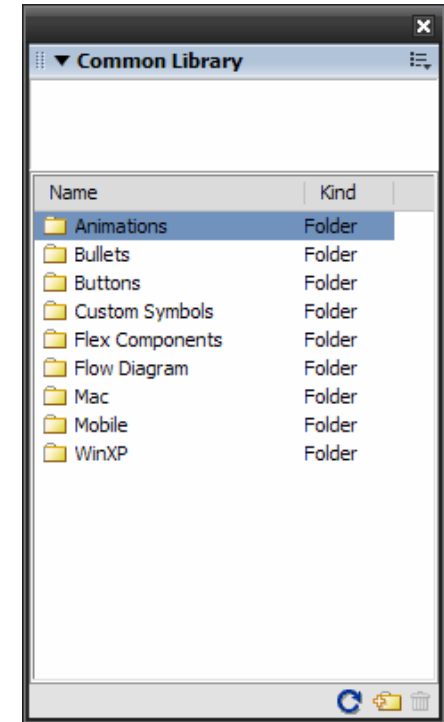 Common Library
Name Kind
Animations Folder
Bullets Folder
Buttons Folder
Custom Symbols Folder
Flex Components Folder
Flow Diagram Folder
Mac Folder
Mobile Folder
WinXP Folder